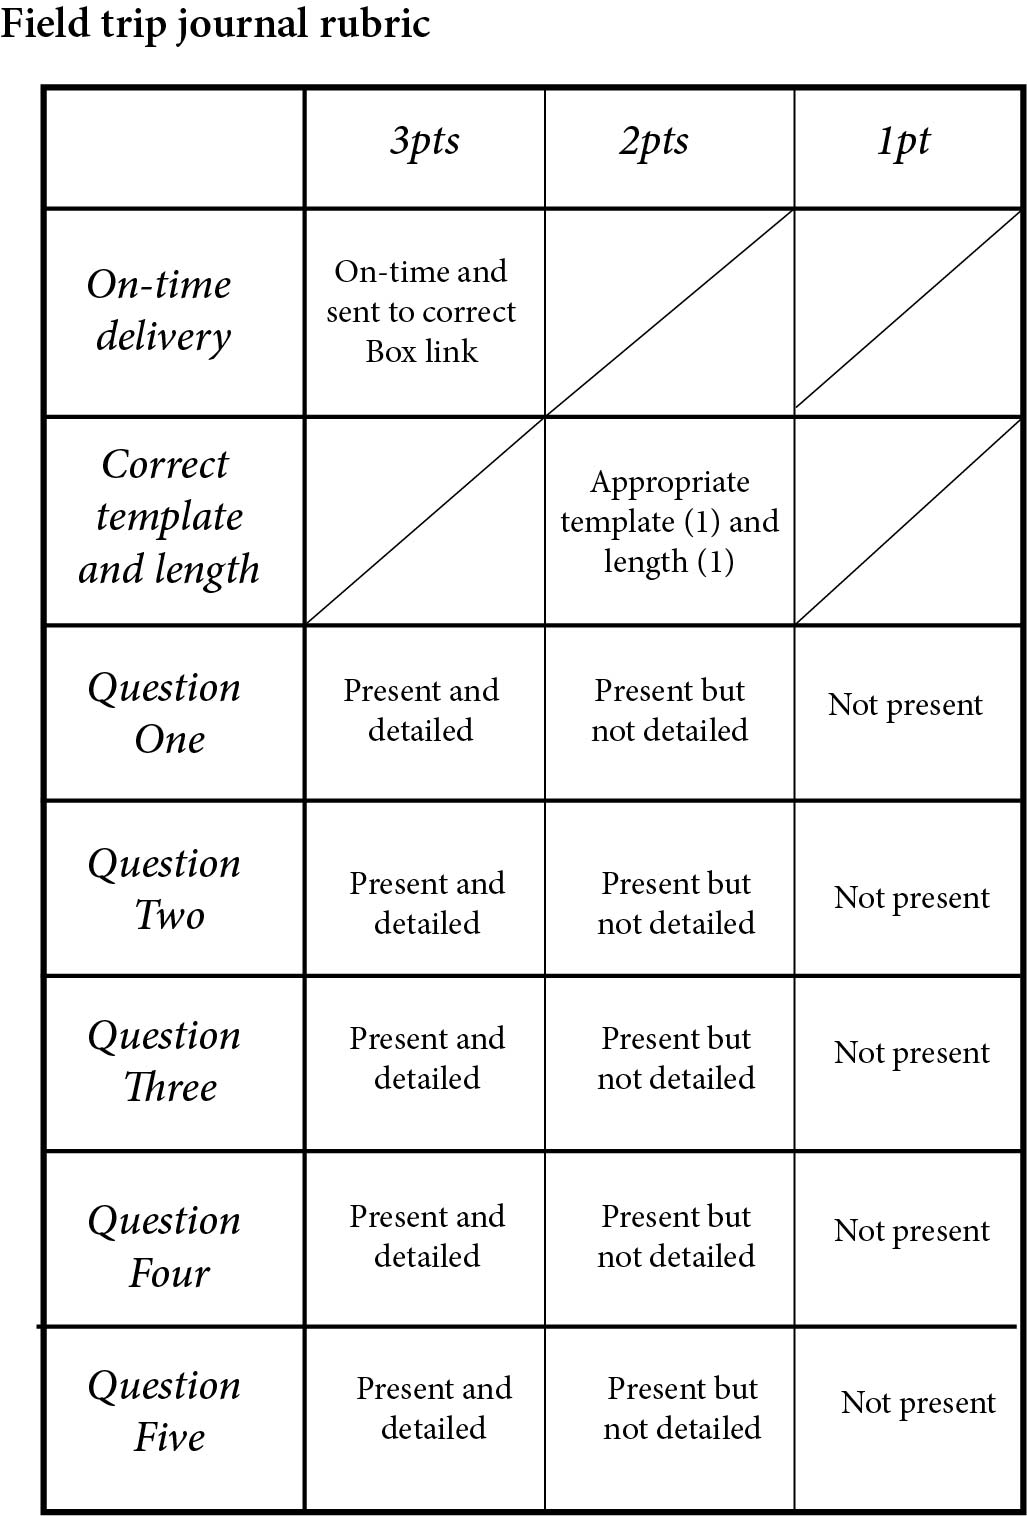 Field trip journal rubric
3pts
2pts
1pt
On-time
delivery
On-time and
sent to correct
Box link
Correct
template
and length
Appropriate
template (1) and
length (1)
Question
One
Present and
detailed
Present but
not detailed
Not present
Question
Two
Present and
detailed
Present but
not detailed
Not present
Question
Three
Present and
detailed
Present but
not detailed
Not present
Question
Four
Present and
detailed
Present but
not detailed
Not present
Question
Five
Present and
detailed
Present but
not detailed
Not present